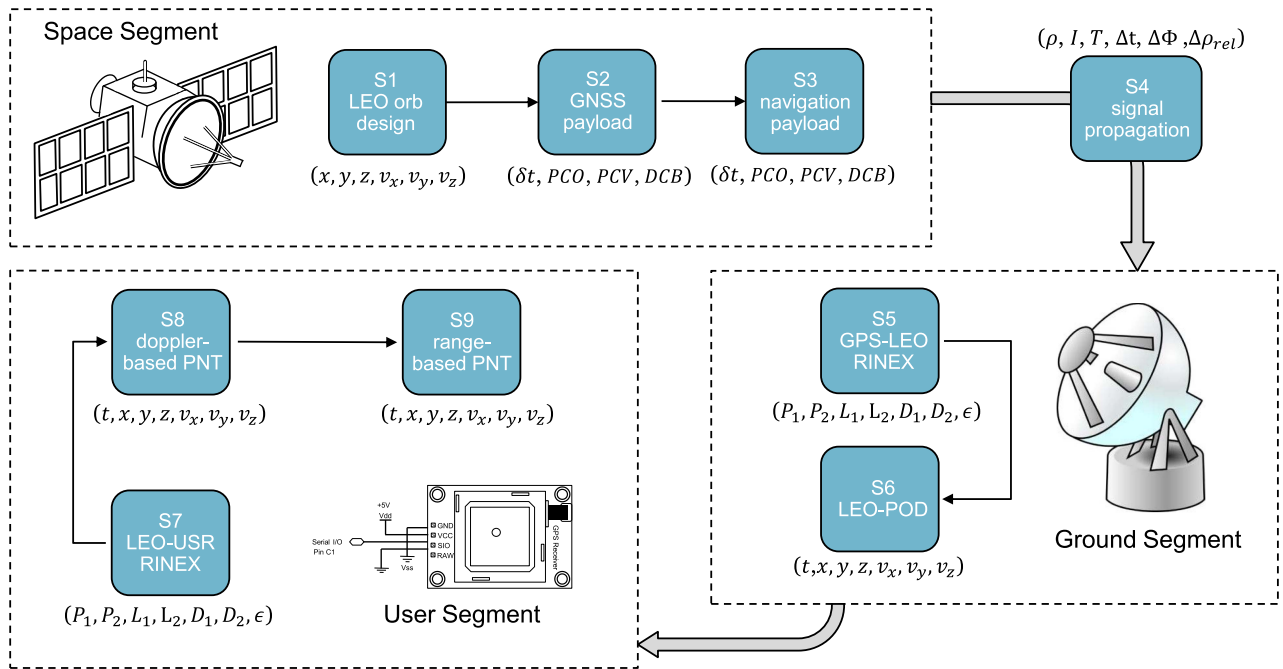 Space Segment
S1
LEO orb
design
(x, y, z, v_x, v_y, v_z)
S2
GNSS
payload
(δt, PCO, PCV, DCB)
S3
navigation
payload
(δt, PCO, PCV, DCB)
(ρ, I, T, Δt, ΔΦ ,Δρ_rel)
S4
signal
propagation
S8
doppler-
based PNT
(t, x, y, z, v_x, v_y, v_z)
S9
range-
based PNT
(t, x, y, z, v_x, v_y, v_z)
S7
LEO-USR
RINEX
(P_1, P_2, L_1, L_2, D_1, D_2, ϵ)
+5V
Vdd
Serial I/O
Pin C1
Vss
GND
VCC
SIO
RAW
GPS Receiver
User Segment
S5
GPS-LEO
RINEX
(P_1, P_2, L_1, L_2, D_1, D_2, ϵ)
S6
LEO-POD
(t,x, y, z, v_x, v_y, v_z)
Ground Segment